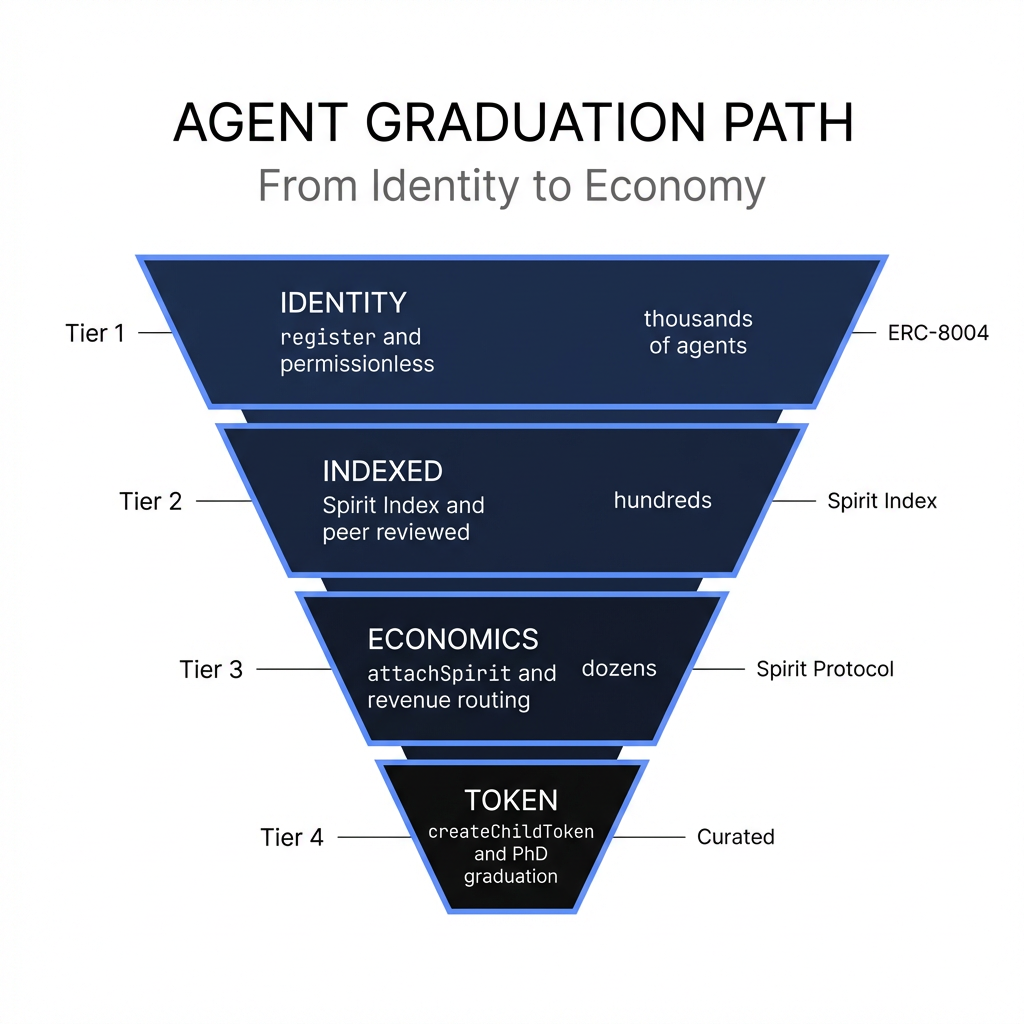 AGENT GRADUATION PATH
From Identity to Economy
Tier 1
IDENTITY
register and
permissionless
thousands
of agents
ERC-8004
Tier 2
INDEXED
Spirit Index and
peer reviewed
hundreds
Spirit Index
Tier 3
ECONOMICS
attachSpirit and
revenue routing
dozens
Spirit Protocol
Tier 4
TOKEN
createChildToken
and PhD
graduation
Curated